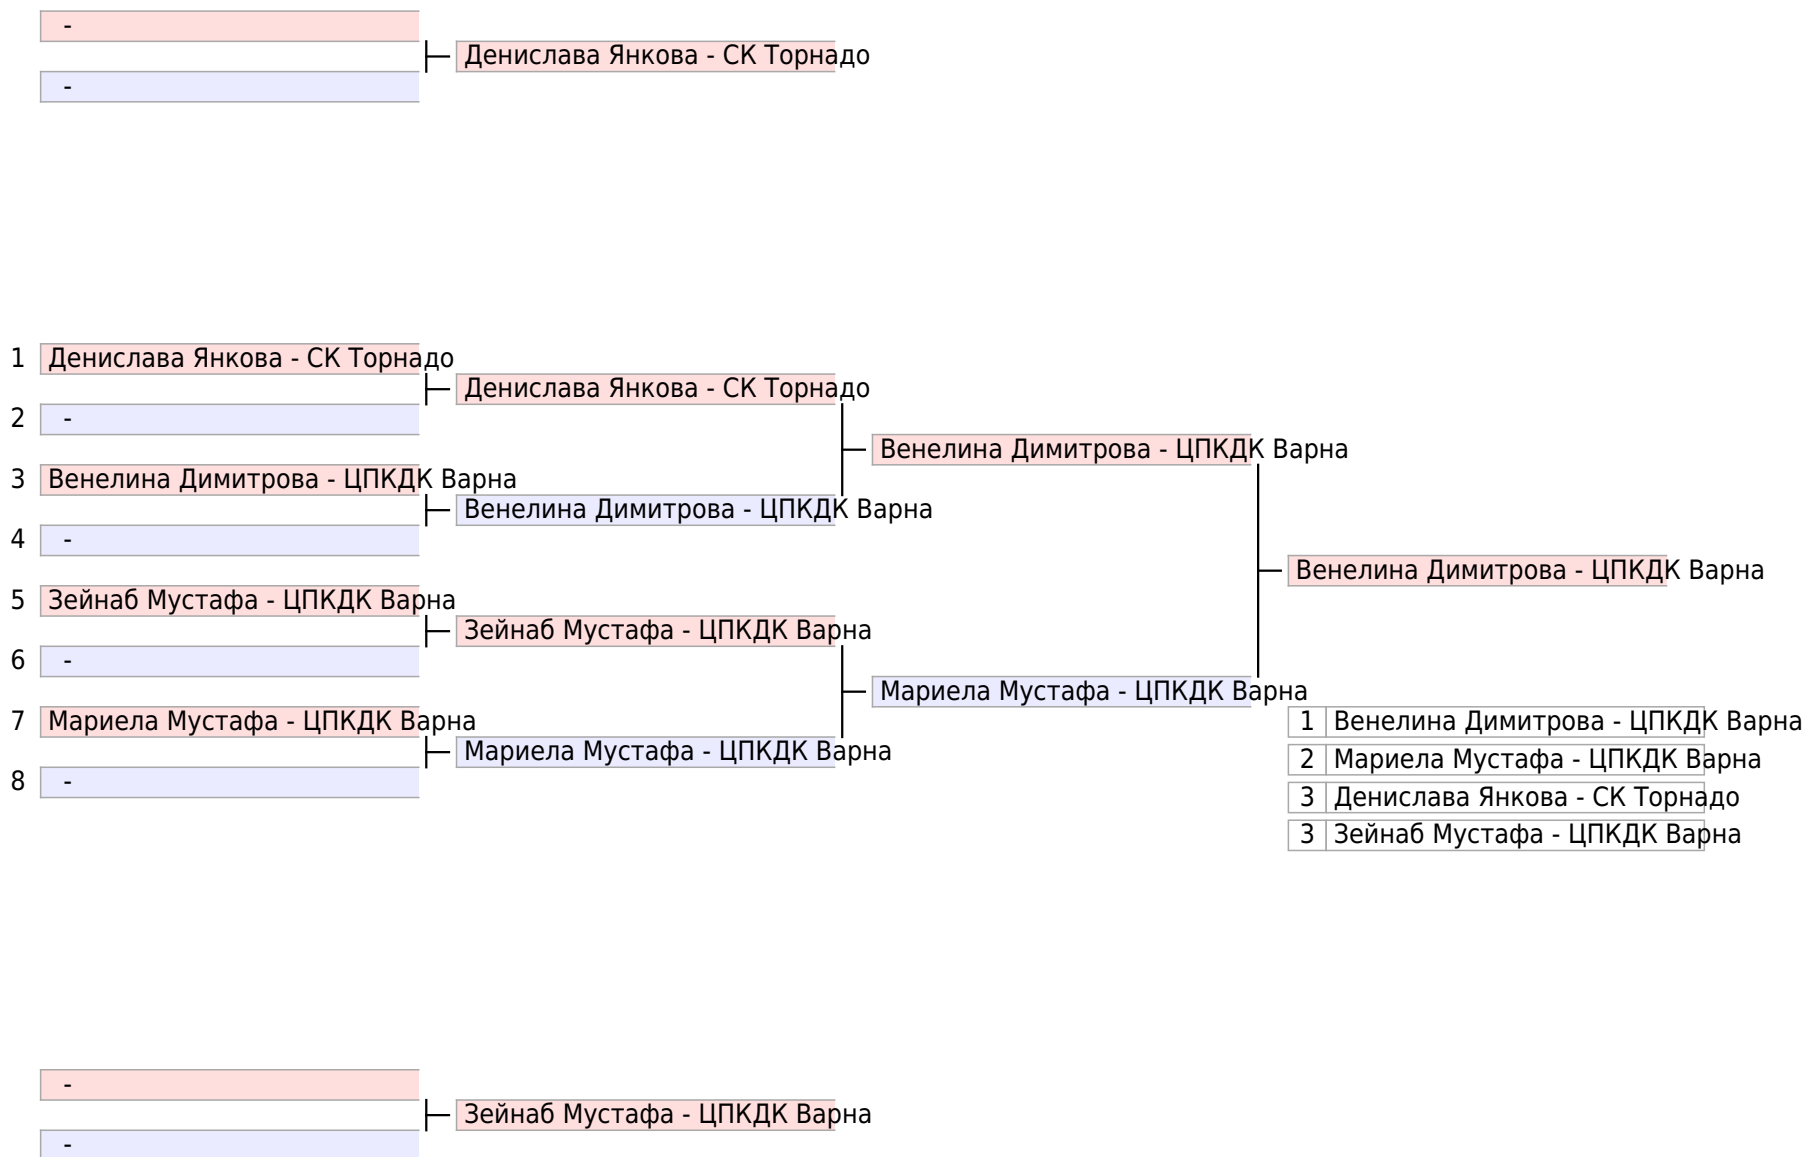 -
Денислава Янкова - СК Торнадо
-
1 Денислава Янкова - СК Торнадо
Денислава Янкова - СК Торнадо
2 -
Венелина Димитрова - ЦПКДК Варна
3 Венелина Димитрова - ЦПКДК Варна
Венелина Димитрова - ЦПКДК Варна
4 -
Венелина Димитрова - ЦПКДК Варна
5 Зейнаб Мустафа - ЦПКДК Варна
Зейнаб Мустафа - ЦПКДК Варна
6 -
Мариела Мустафа - ЦПКДК Варна
7 Мариела Мустафа - ЦПКДК Варна
Мариела Мустафа - ЦПКДК Варна
8 -
1 Венелина Димитрова - ЦПКДК Варна
2 Мариела Мустафа - ЦПКДК Варна
3 Денислава Янкова - СК Торнадо
3 Зейнаб Мустафа - ЦПКДК Варна
-
Зейнаб Мустафа - ЦПКДК Варна
-